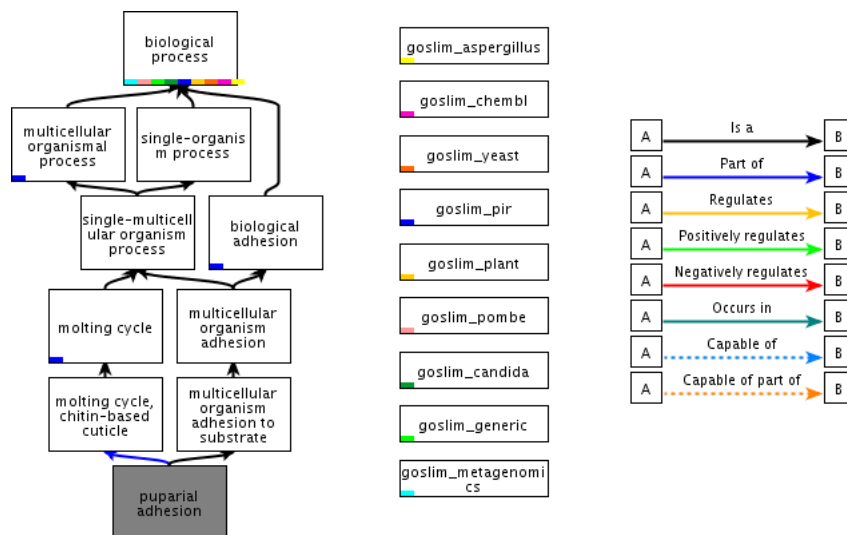 biological
process
multicellular
organismal
process
single-organis
m process
single-multicell
ular organism
process
biological
adhesion
molting cycle
multicellular
organism
adhesion
molting cycle,
chitin-based
cuticle
multicellular
organism
adhesion to
substrate
puparial
adhesion
goslim_aspergillus
goslim_chembl
goslim_yeast
goslim_pir
goslim_plant
goslim_pombe
goslim_candida
goslim_generic
goslim_metagenomi
cs
A Is a B
A Part of B
A Regulates B
A Positively regulates B
A Negatively regulates B
A Occurs in B
A Capable of B
A Capable of part of B